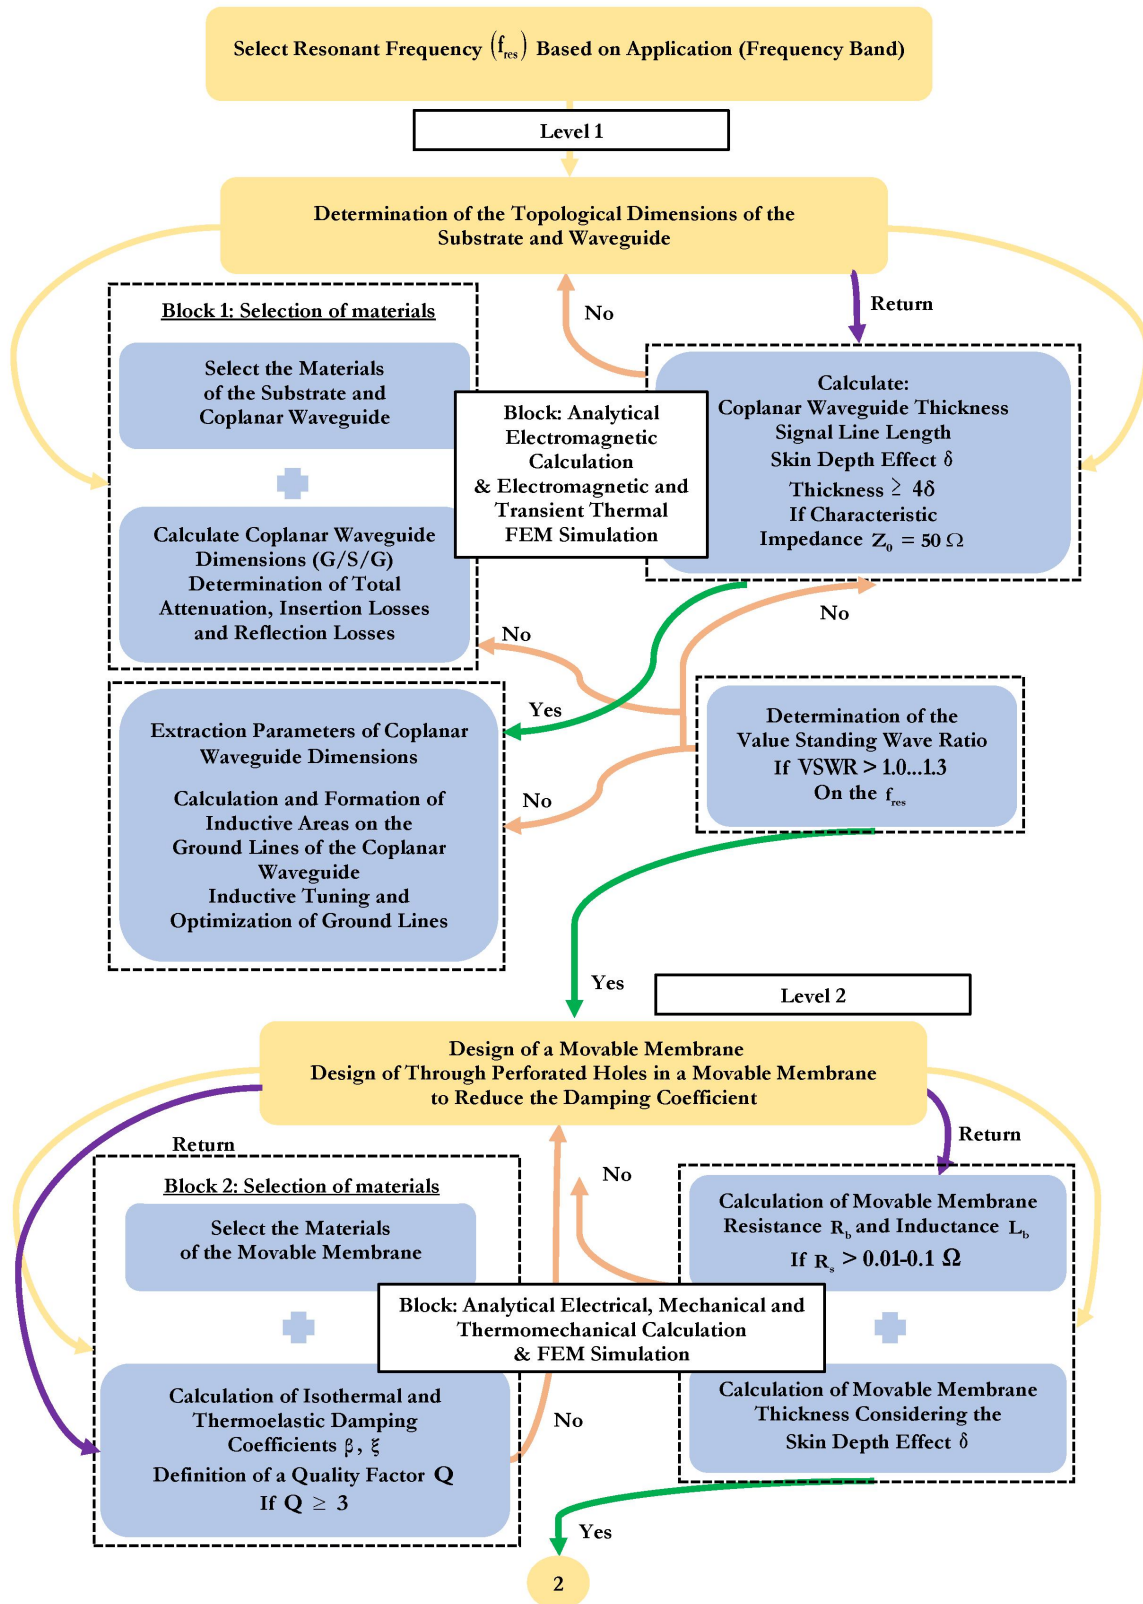 Select Resonant Frequency (f_res) Based on Application (Frequency Band)
Level 1
Determination of the Topological Dimensions of the
Substrate and Waveguide
No
Return
Block 1: Selection of materials
Select the Materials
of the Substrate and
Coplanar Waveguide
Calculate Coplanar Waveguide
Dimensions (G/S/G)
Determination of Total
Attenuation, Insertion Losses
and Reflection Losses
Block: Analytical
Electromagnetic
Calculation
& Electromagnetic and
Transient Thermal
FEM Simulation
Calculate:
Coplanar Waveguide Thickness
Signal Line Length
Skin Depth Effect δ
Thickness ≥ 4δ
If Characteristic
Impedance Z₀ = 50 Ω
No
No
Yes
No
Extraction Parameters of Coplanar
Waveguide Dimensions
Calculation and Formation of
Inductive Areas on the
Ground Lines of the Coplanar
Waveguide
Inductive Tuning and
Optimization of Ground Lines
Determination of the
Value Standing Wave Ratio
If VSWR > 1.0...1.3
On the f_res
Yes
Level 2
Design of a Movable Membrane
Design of Through Perforated Holes in a Movable Membrane
to Reduce the Damping Coefficient
Return
Return
No
Block 2: Selection of materials
Select the Materials
of the Movable Membrane
Calculation of Movable Membrane
Resistance R_b and Inductance L_b
If R_s > 0.01-0.1 Ω
Block: Analytical Electrical, Mechanical and
Thermomechanical Calculation
& FEM Simulation
Calculation of Isothermal and
Thermoelastic Damping
Coefficients β, ξ
Definition of a Quality Factor Q
If Q ≥ 3
No
Calculation of Movable Membrane
Thickness Considering the
Skin Depth Effect δ
Yes
2